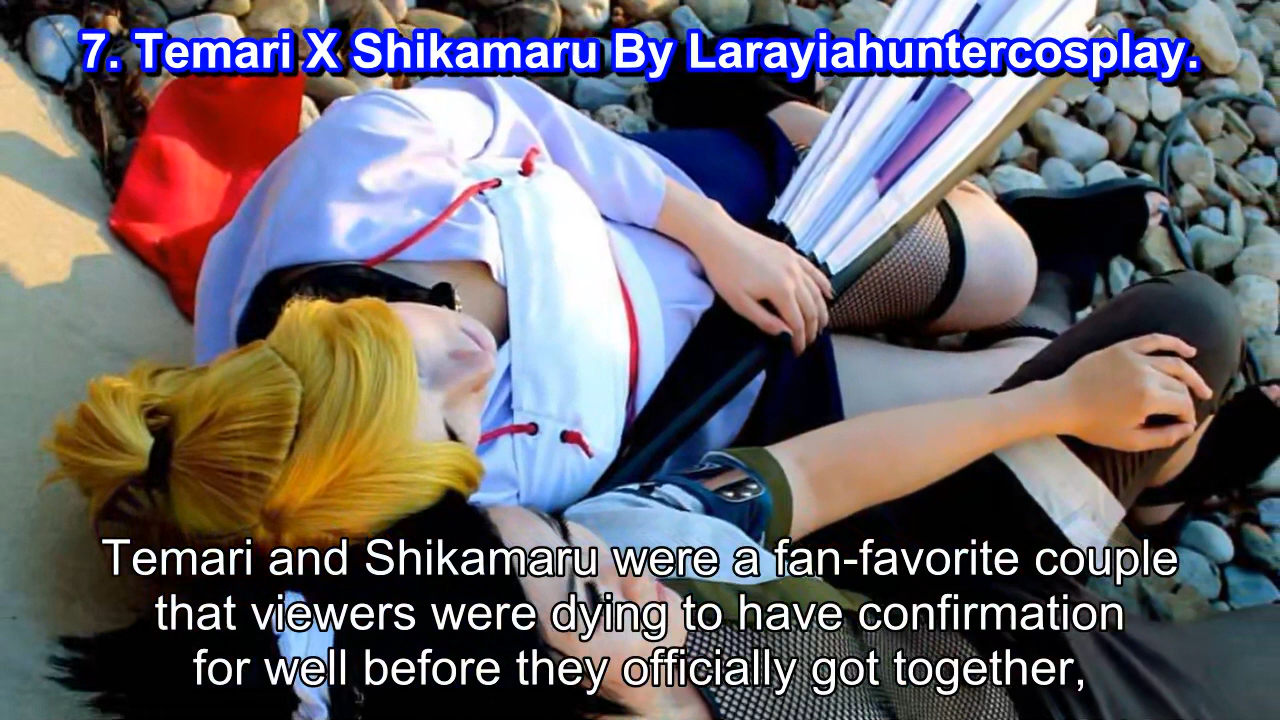 7. Temari X Shikamaru By Larayiahuntercosplay.
Temari and Shikamaru were a fan-favorite couple
that viewers were dying to have confirmation
for well before they officially got together,